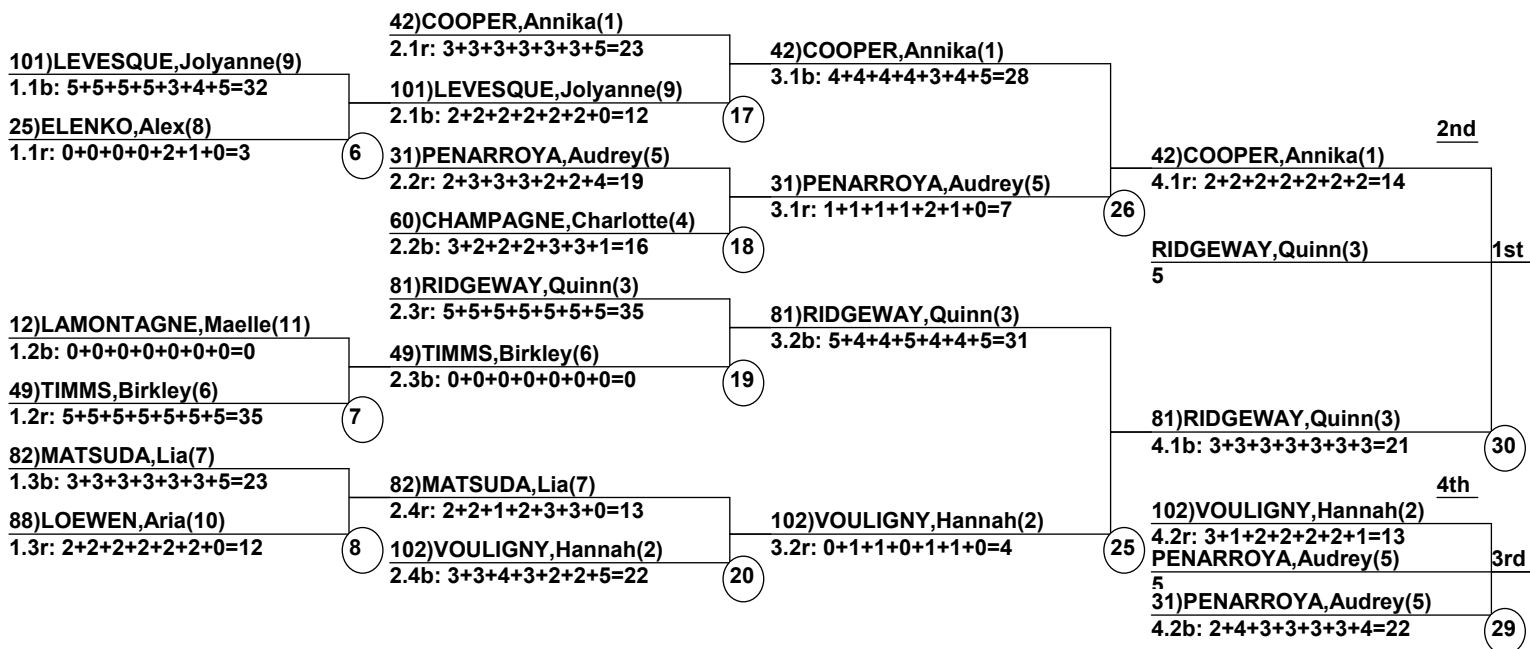 101)LEVESQUE,Jolyanne(9)
1.1b: 5+5+5+5+3+4+5=32
25)ELENKO,Alex(8)
1.1r: 0+0+0+0+2+1+0=3
6
12)LAMONTAGNE,Maelle(11)
1.2b: 0+0+0+0+0+0+0=0
49)TIMMS,Birkley(6)
1.2r: 5+5+5+5+5+5+5=35
7
82)MATSUDA,Lia(7)
1.3b: 3+3+3+3+3+3+5=23
88)LOEWEN,Aria(10)
1.3r: 2+2+2+2+2+2+0=12
8
42)COOPER,Annika(1)
2.1r: 3+3+3+3+3+3+5=23
101)LEVESQUE,Jolyanne(9)
2.1b: 2+2+2+2+2+2+0=12
17
31)PENARROYA,Audrey(5)
2.2r: 2+3+3+3+2+2+4=19
60)CHAMPAGNE,Charlotte(4)
2.2b: 3+2+2+2+3+3+1=16
18
81)RIDGEWAY,Quinn(3)
2.3r: 5+5+5+5+5+5+5=35
49)TIMMS,Birkley(6)
2.3b: 0+0+0+0+0+0+0=0
19
82)MATSUDA,Lia(7)
2.4r: 2+2+1+2+3+3+0=13
102)VOULIGNY,Hannah(2)
2.4b: 3+3+4+3+2+2+5=22
20
42)COOPER,Annika(1)
3.1b: 4+4+4+4+3+4+5=28
31)PENARROYA,Audrey(5)
3.1r: 1+1+1+1+2+1+0=7
26
81)RIDGEWAY,Quinn(3)
3.2b: 5+4+4+5+4+4+5=31
102)VOULIGNY,Hannah(2)
3.2r: 0+1+1+0+1+1+0=4
25
2nd
42)COOPER,Annika(1)
4.1r: 2+2+2+2+2+2+2=14
RIDGEWAY,Quinn(3)
1st
5
81)RIDGEWAY,Quinn(3)
4.1b: 3+3+3+3+3+3+3=21
30
4th
102)VOULIGNY,Hannah(2)
4.2r: 3+1+2+2+2+2+1=13
PENARROYA,Audrey(5)
3rd
5
31)PENARROYA,Audrey(5)
4.2b: 2+4+3+3+3+3+4=22
29